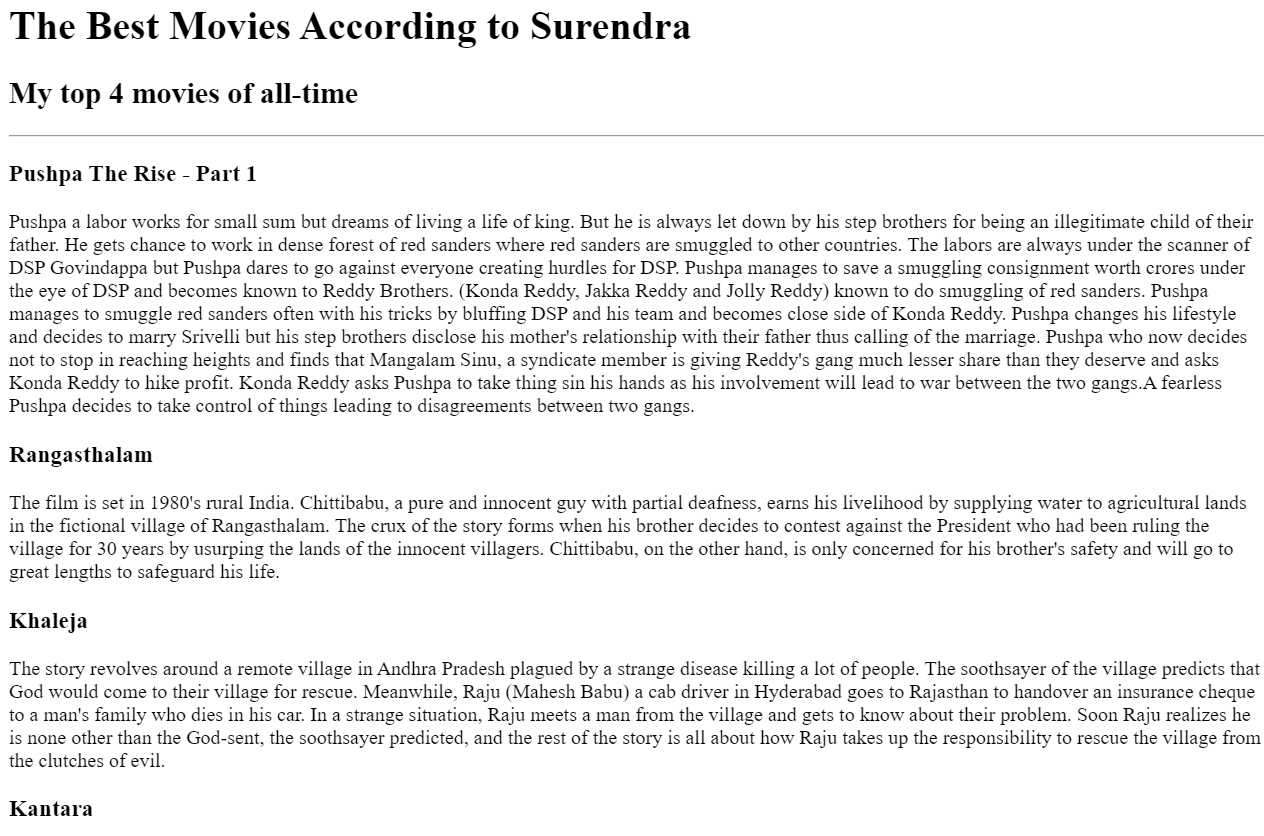 The Best Movies According to Surendra
My top 4 movies of all-time
Pushpa The Rise - Part 1
Pushpa a labor works for small sum but dreams of living a life of king. But he is always let down by his step brothers for being an illegitimate child of their
father. He gets chance to work in dense forest of red sanders where red sanders are smuggled to other countries. The labors are always under the scanner of
DSP Govindappa but Pushpa dares to go against everyone creating hurdles for DSP. Pushpa manages to save a smuggling consignment worth crores under
the eye of DSP and becomes known to Reddy Brothers. (Konda Reddy, Jakka Reddy and Jolly Reddy) known to do smuggling of red sanders. Pushpa
manages to smuggle red sanders often with his tricks by bluffing DSP and his team and becomes close side of Konda Reddy. Pushpa changes his lifestyle
and decides to marry Srivelli but his step brothers disclose his mother's relationship with their father thus calling of the marriage. Pushpa who now decides
not to stop in reaching heights and finds that Mangalam Sinu, a syndicate member is giving Reddy's gang much lesser share than they deserve and asks
Konda Reddy to hike profit. Konda Reddy asks Pushpa to take thing sin his hands as his involvement will lead to war between the two gangs.A fearless
Pushpa decides to take control of things leading to disagreements between two gangs.
Rangasthalam
The film is set in 1980's rural India. Chittibabu, a pure and innocent guy with partial deafness, earns his livelihood by supplying water to agricultural lands
in the fictional village of Rangasthalam. The crux of the story forms when his brother decides to contest against the President who had been ruling the
village for 30 years by usurping the lands of the innocent villagers. Chittibabu, on the other hand, is only concerned for his brother's safety and will go to
great lengths to safeguard his life.
Khaleja
The story revolves around a remote village in Andhra Pradesh plagued by a strange disease killing a lot of people. The soothsayer of the village predicts that
God would come to their village for rescue. Meanwhile, Raju (Mahesh Babu) a cab driver in Hyderabad goes to Rajasthan to handover an insurance cheque
to a man's family who dies in his car. In a strange situation, Raju meets a man from the village and gets to know about their problem. Soon Raju realizes he
is none other than the God-sent, the soothsayer predicted, and the rest of the story is all about how Raju takes up the responsibility to rescue the village from
the clutches of evil.
Kantara